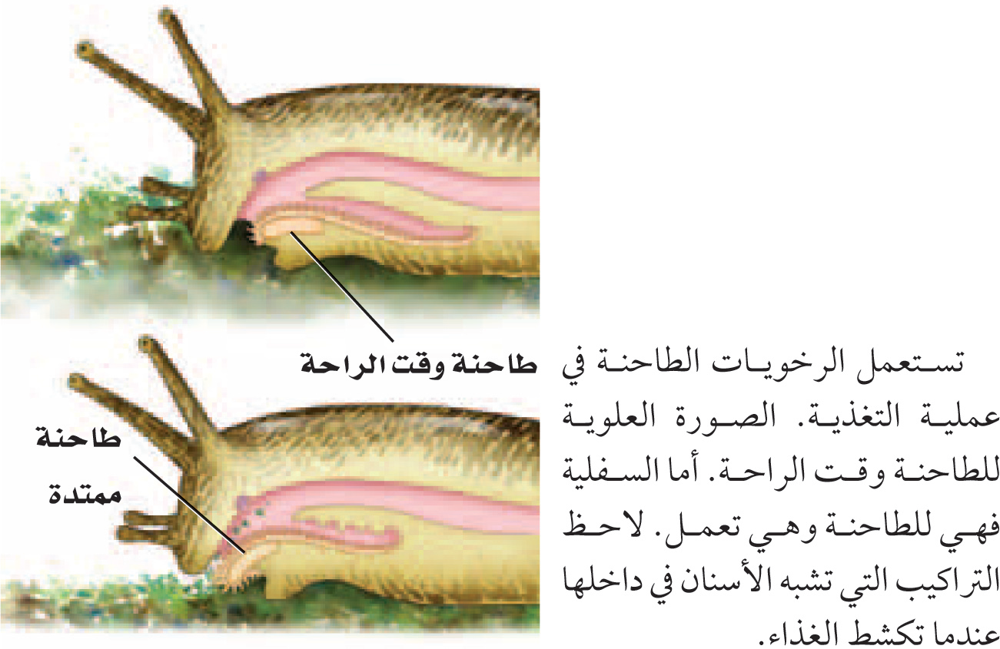 طاحنة وقت الراحة
طاحنة
ممتدة
تستعمل الرخويات الطاحنة في
عملية التغذية. الصورة العلوية
للطاحنة وقت الراحة. أما السفلية
فهي للطاحنة وهي تعمل. لاحظ
التراكيب التي تشبه الأسنان في داخلها
عندما تكشط الغذاء.